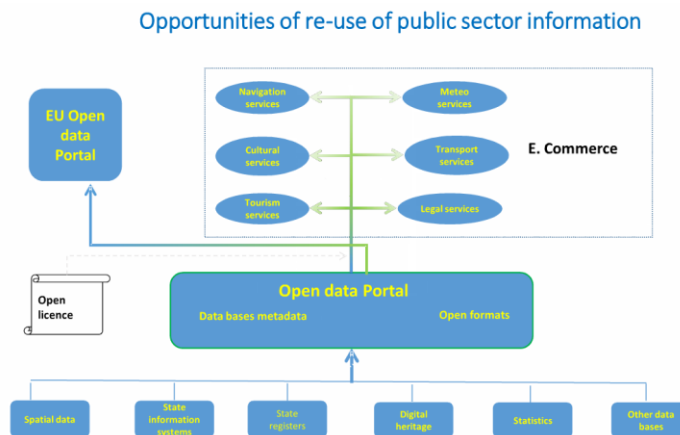 Opportunities of re-use of public sector information
EU Open
data
Portal
Navigation
services
Meteo
services
Cultural
services
Transport
services
E. Commerce
Tourism
services
Legal services
Open
licence
Open data Portal
Data bases metadata
Open formats
Spatial data
State
information
systems
State
registers
Digital
heritage
Statistics
Other data
bases